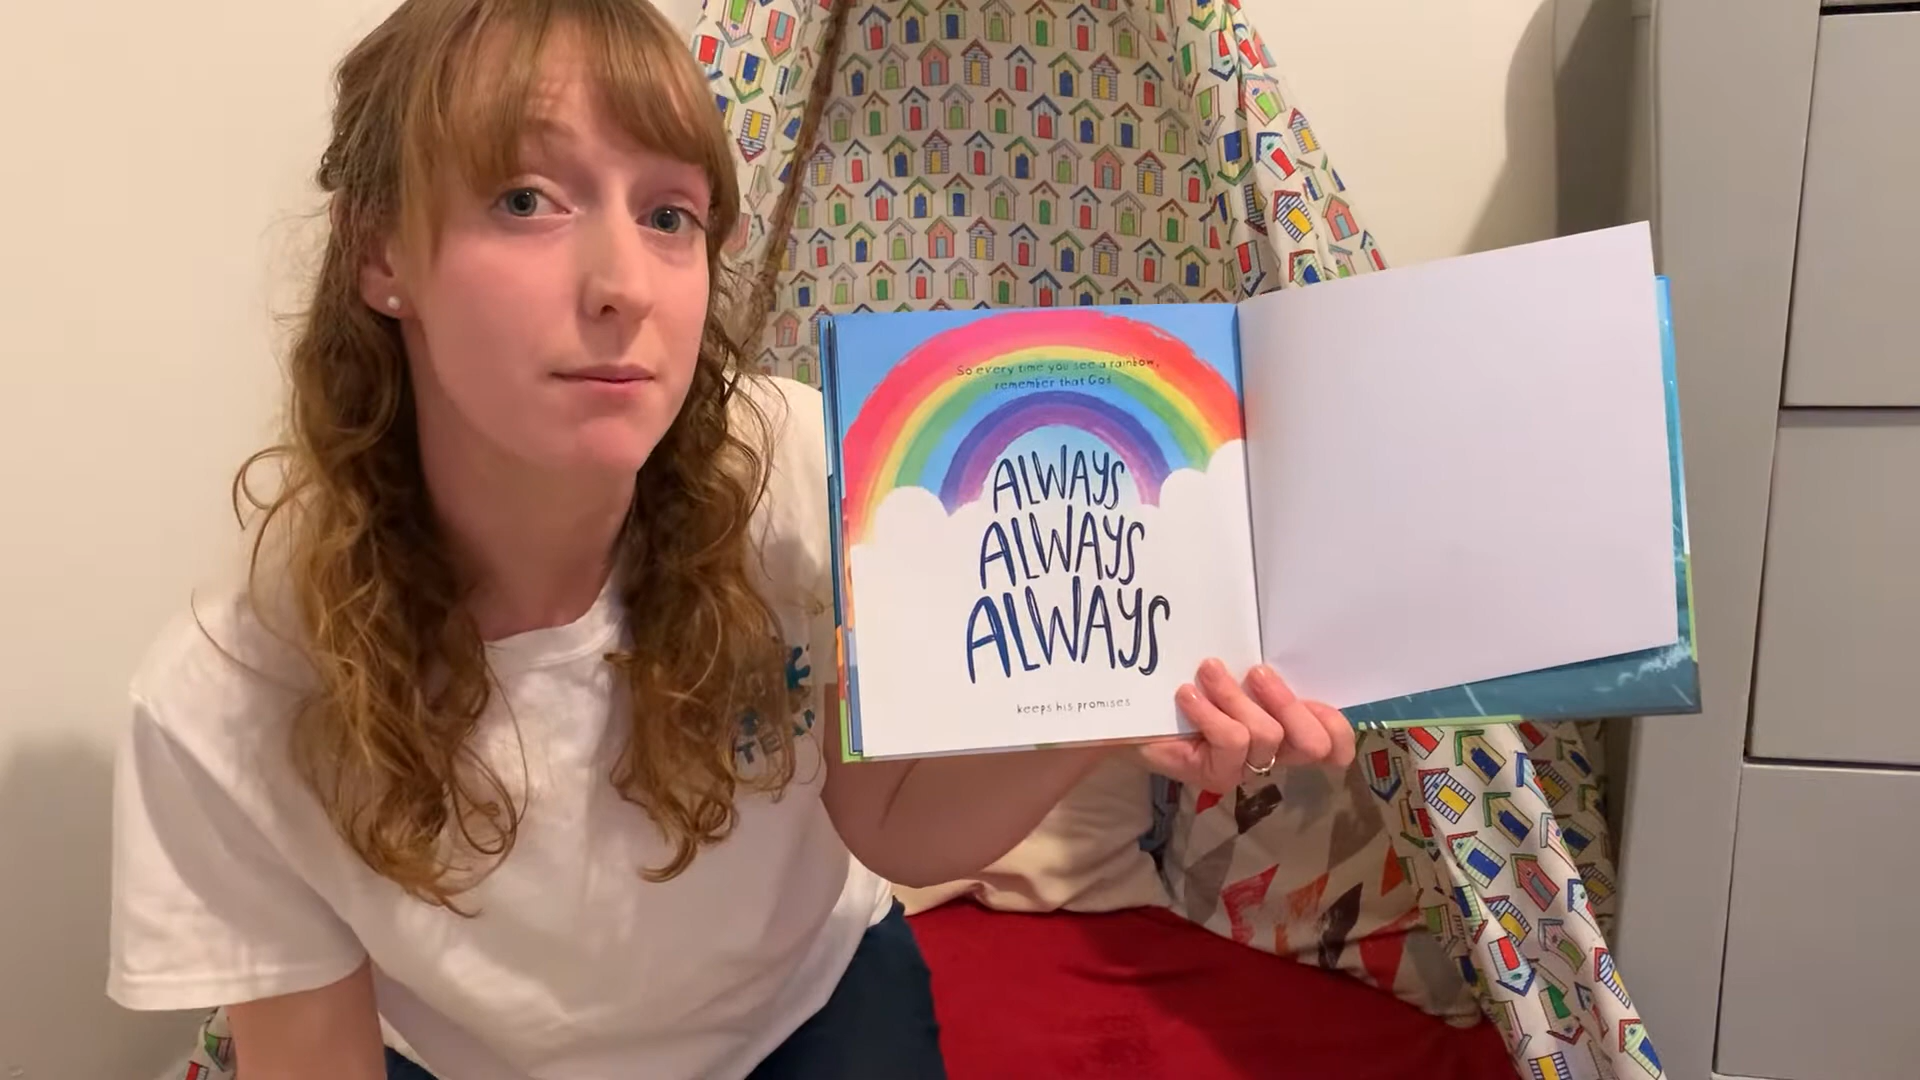 So every time you see a rainbow,
remember that God
ALWAYS
ALWAYS
ALWAYS
keeps his promises